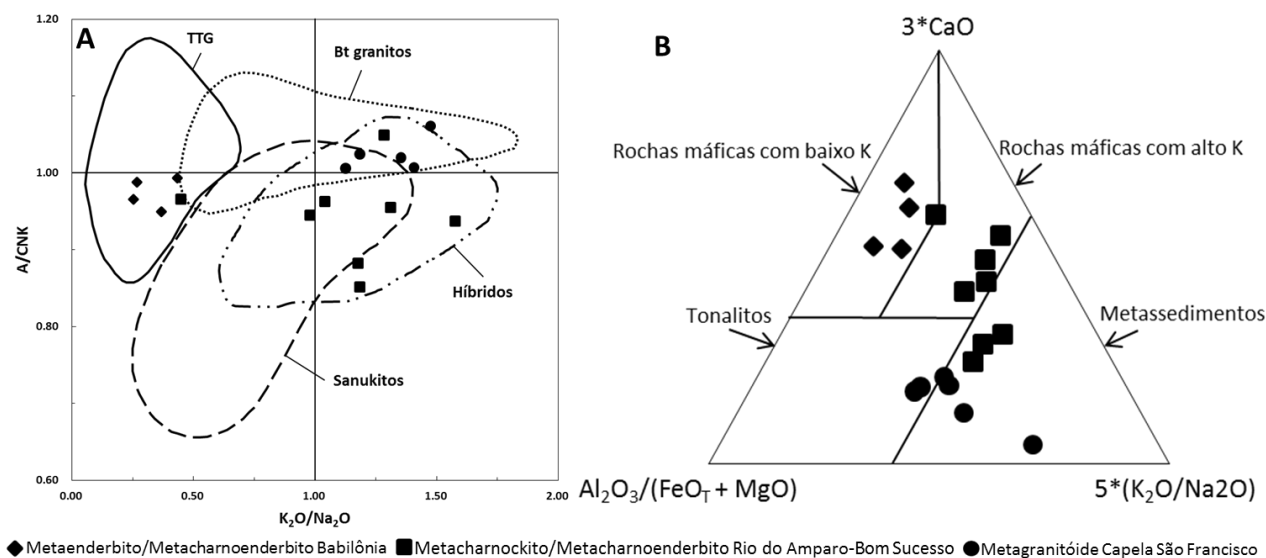 A
1.20
1.00
0.80
0.60
A/CNK
0.00
0.50
1.00
1.50
2.00
K₂O/Na₂O
TTG
Bt granitos
Híbridos
Sanukitos
B
3*CaO
Rochas máficas com baixo K
Rochas máficas com alto K
Tonalitos
Metassedimentos
Al₂O₃/(FeOT + MgO)
5*(K₂O/Na2O)
Metaenderbito/Metacharnoenderbito Babilônia
Metacharnockito/Metacharnoenderbito Rio do Amparo-Bom Sucesso
Metagranitóide Capela São Francisco